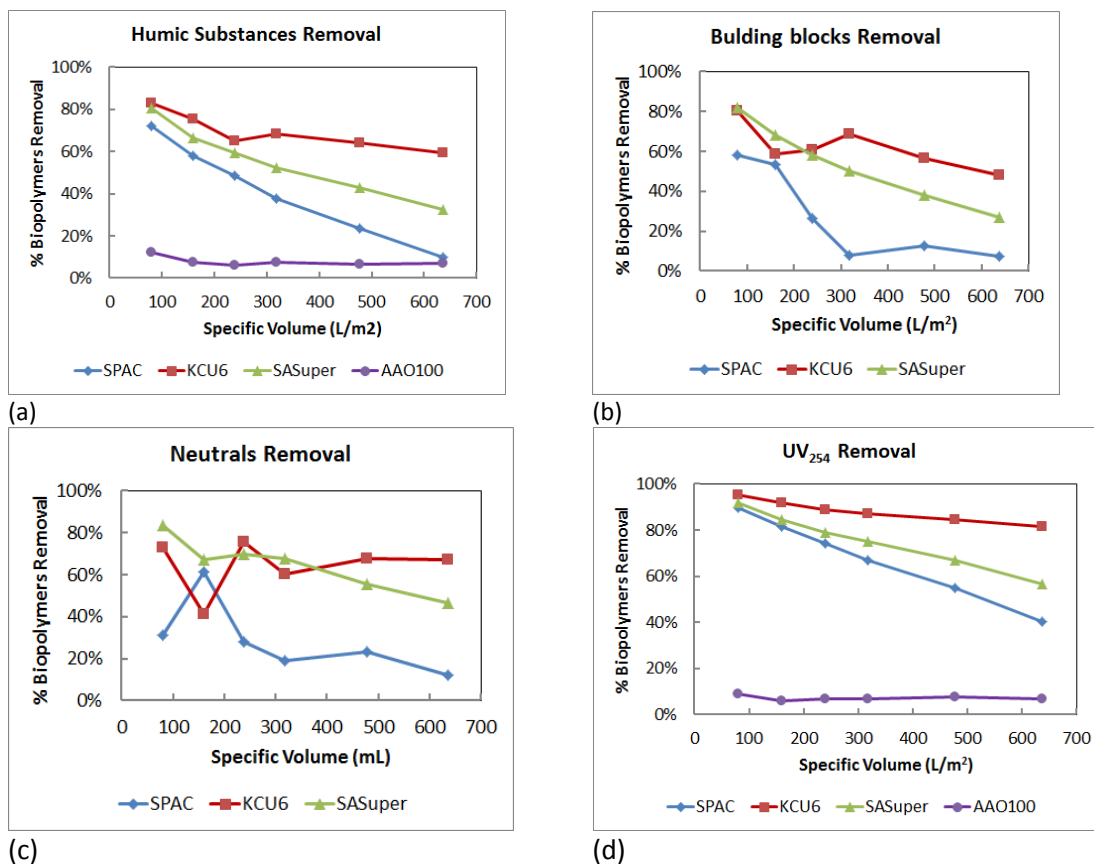 Humic Substances Removal
% Biopolymers Removal
100%
80%
60%
40%
20%
0%
0 100 200 300 400 500 600 700
Specific Volume (L/m2)
SPAC KCU6 SASuper AAO100
(a)
Bulding blocks Removal
% Biopolymers Removal
100%
80%
60%
40%
20%
0%
0 100 200 300 400 500 600 700
Specific Volume (L/m²)
SPAC KCU6 SASuper
(b)
Neutrals Removal
% Biopolymers Removal
100%
80%
60%
40%
20%
0%
0 100 200 300 400 500 600 700
Specific Volume (mL)
SPAC KCU6 SASuper
(c)
UV₂₅₄ Removal
% Biopolymers Removal
100%
80%
60%
40%
20%
0%
0 100 200 300 400 500 600 700
Specific Volume (L/m²)
SPAC KCU6 SASuper AAO100
(d)